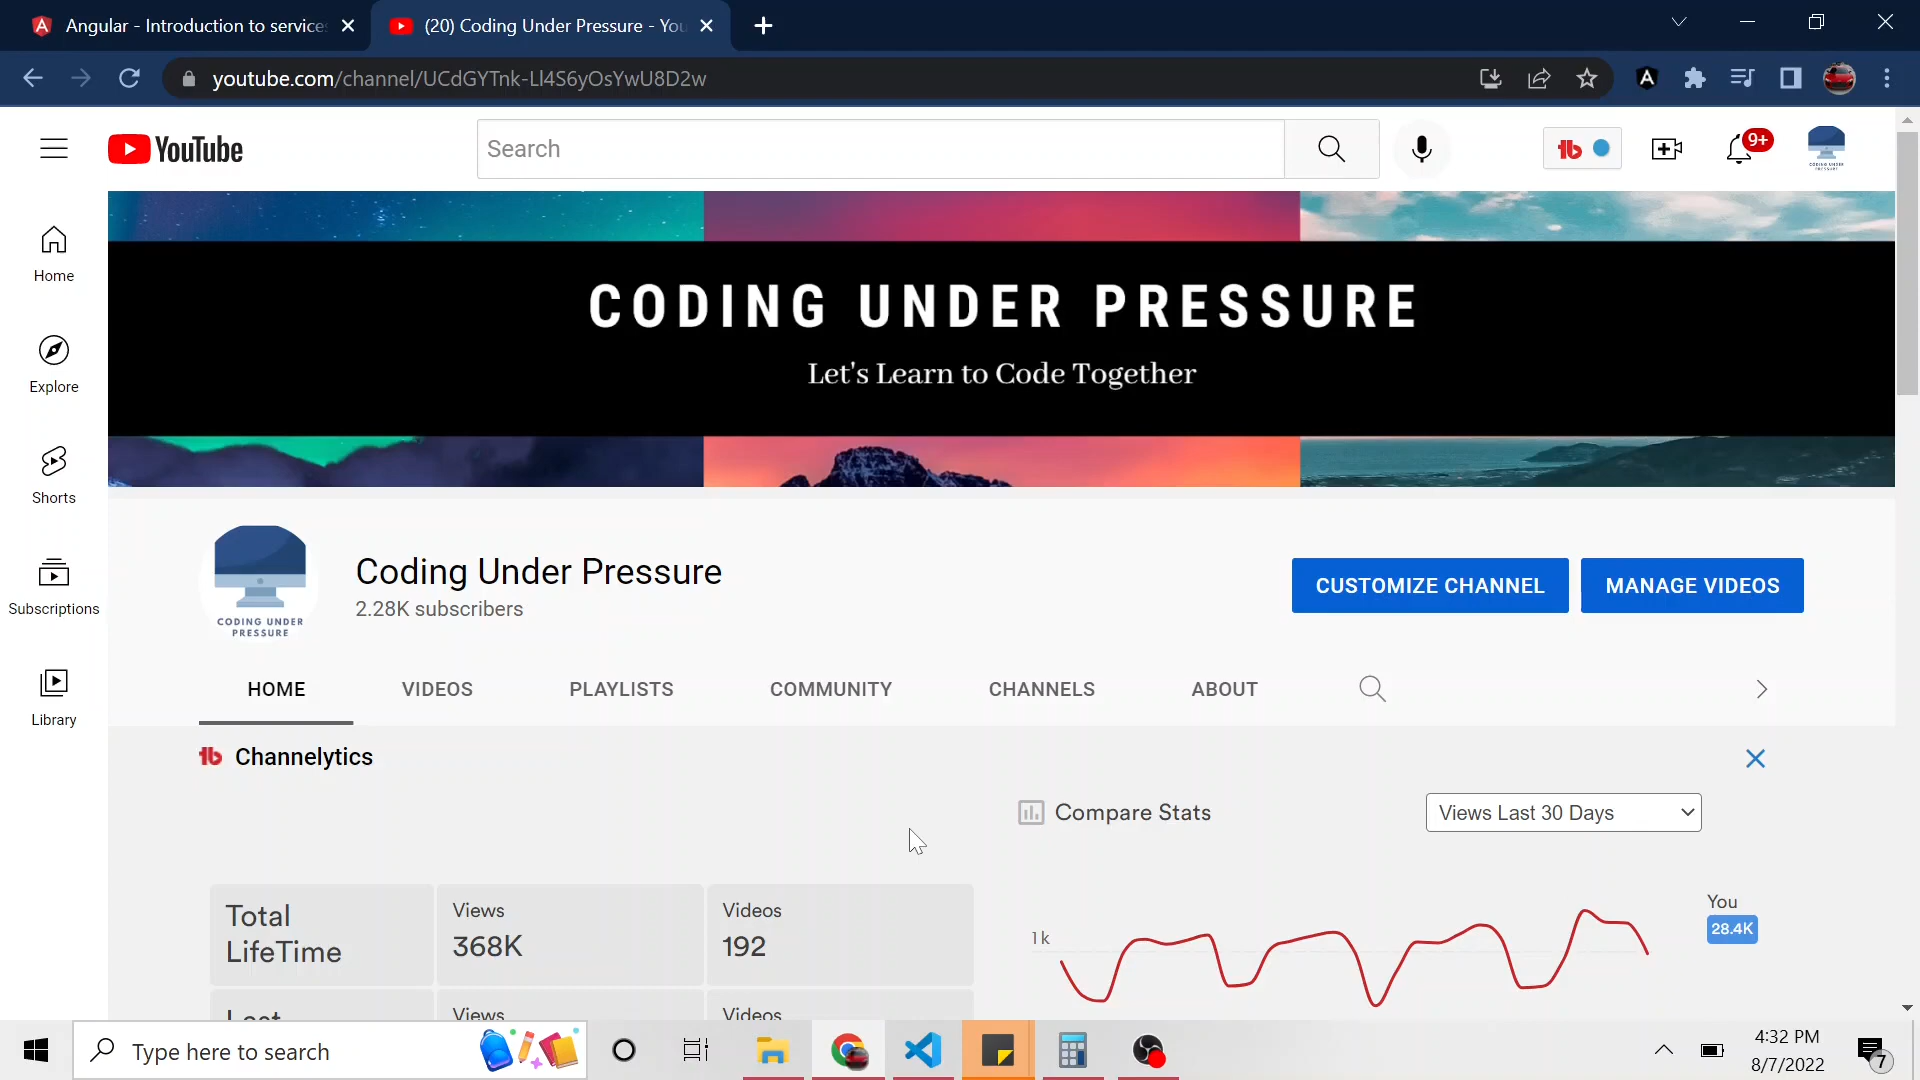 Angular - Introduction to services
(20) Coding Under Pressure - You
youtube.com/channel/UCdGYTnk-Ll4S6yOsYwU8D2w
YouTube
Search
9+
Home
Explore
Shorts
Subscriptions
Library
CODING UNDER PRESSURE
Let's Learn to Code Together
CODING UNDER
PRESSURE
Coding Under Pressure
2.28K subscribers
CUSTOMIZE CHANNEL
MANAGE VIDEOS
HOME
VIDEOS
PLAYLISTS
COMMUNITY
CHANNELS
ABOUT
Channelytics
Compare Stats
Views Last 30 Days
Total
LifeTime
Views
368K
Videos
192
1k
You
28.4K
Last
Views
Videos
Type here to search
4:32 PM
8/7/2022
7